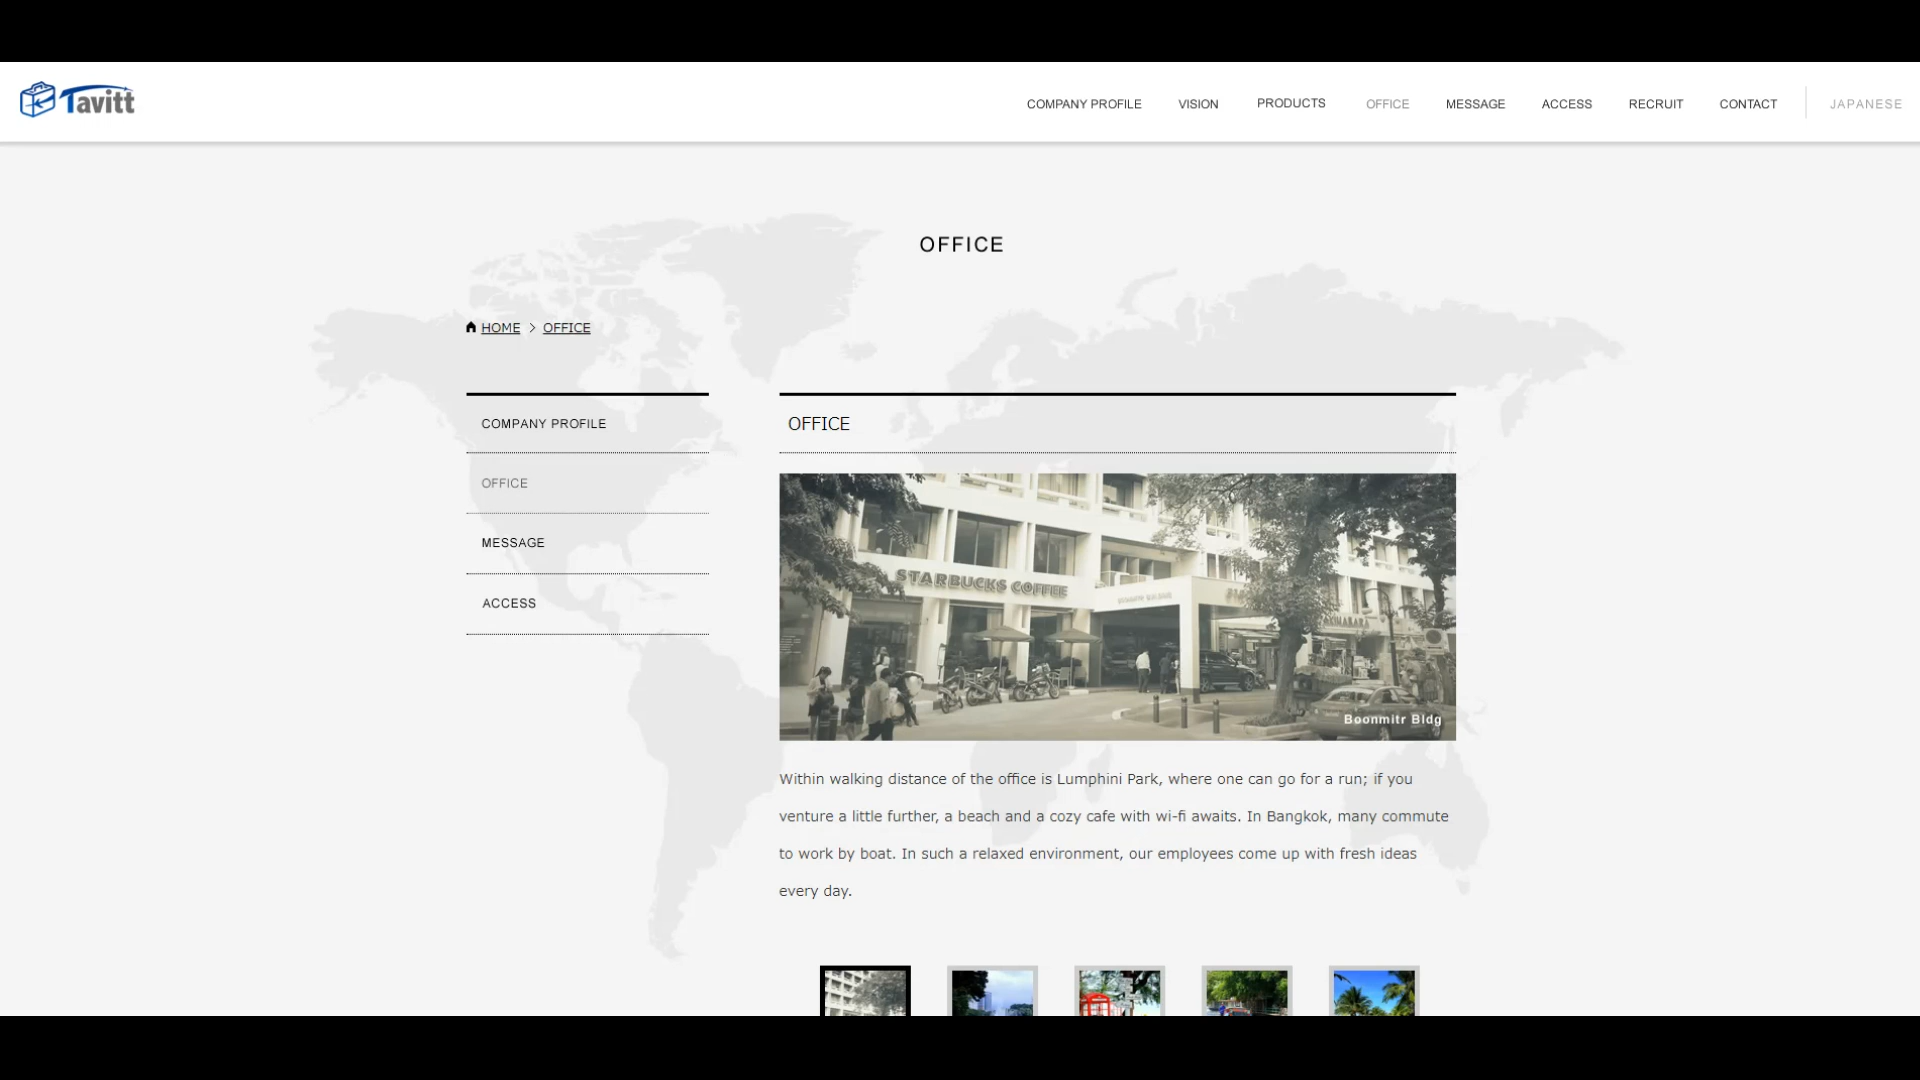 Tavitt
COMPANY PROFILE VISION PRODUCTS OFFICE MESSAGE ACCESS RECRUIT CONTACT JAPANESE
OFFICE
HOME > OFFICE
COMPANY PROFILE
OFFICE
MESSAGE
ACCESS
OFFICE
STARBUCKS COFFEE
Boonmitr Bldg
Within walking distance of the office is Lumphini Park, where one can go for a run; if you
venture a little further, a beach and a cozy cafe with wi-fi awaits. In Bangkok, many commute
to work by boat. In such a relaxed environment, our employees come up with fresh ideas
every day.